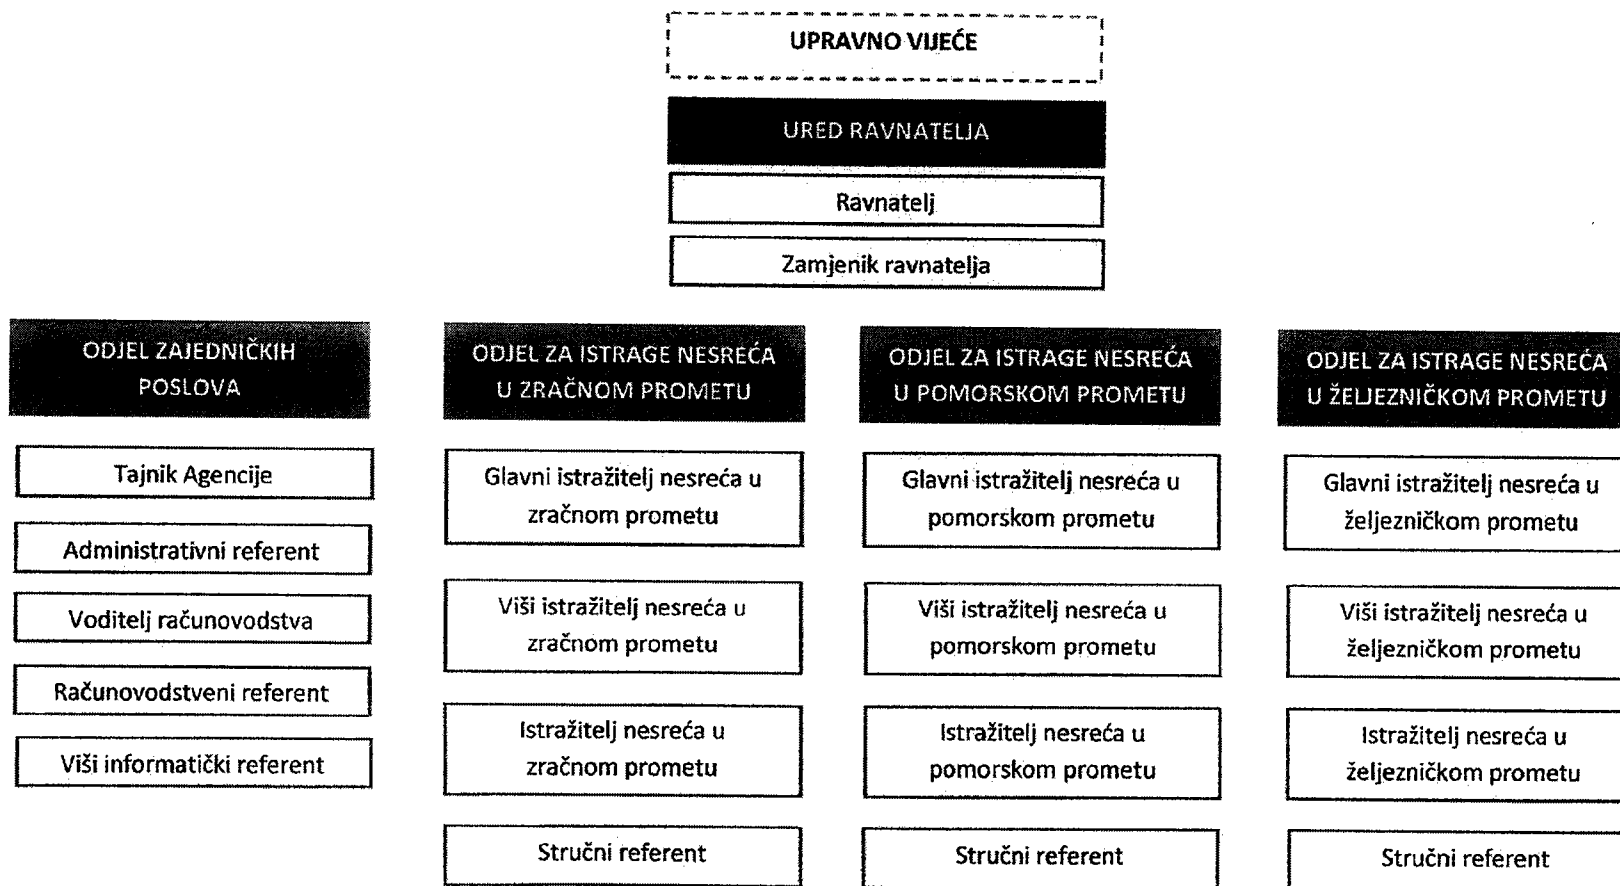 UPRAVNO VIJEĆE
URED RAVNATELJA
Ravnatelj
Zamjenik ravnatelja
ODJEL ZAJEDNIČKIH
POSLOVA
Tajnik Agencije
Administrativni referent
Voditelj računovodstva
Računovodstveni referent
Viši informatički referent
ODJEL ZA ISTRAGE NESREĆA
U ZRAČNOM PROMETU
Glavni istražitelj nesreća u
zračnom prometu
Viši istražitelj nesreća u
zračnom prometu
Istražitelj nesreća u
zračnom prometu
Stručni referent
ODJEL ZA ISTRAGE NESREĆA
U POMORSKOM PROMETU
Glavni istražitelj nesreća u
pomorskom prometu
Viši istražitelj nesreća u
pomorskom prometu
Istražitelj nesreća u
pomorskom prometu
Stručni referent
ODJEL ZA ISTRAGE NESREĆA
U ŽELJEZNIČKOM PROMETU
Glavni istražitelj nesreća u
željezničkom prometu
Viši istražitelj nesreća u
željezničkom prometu
Istražitelj nesreća u
željezničkom prometu
Stručni referent